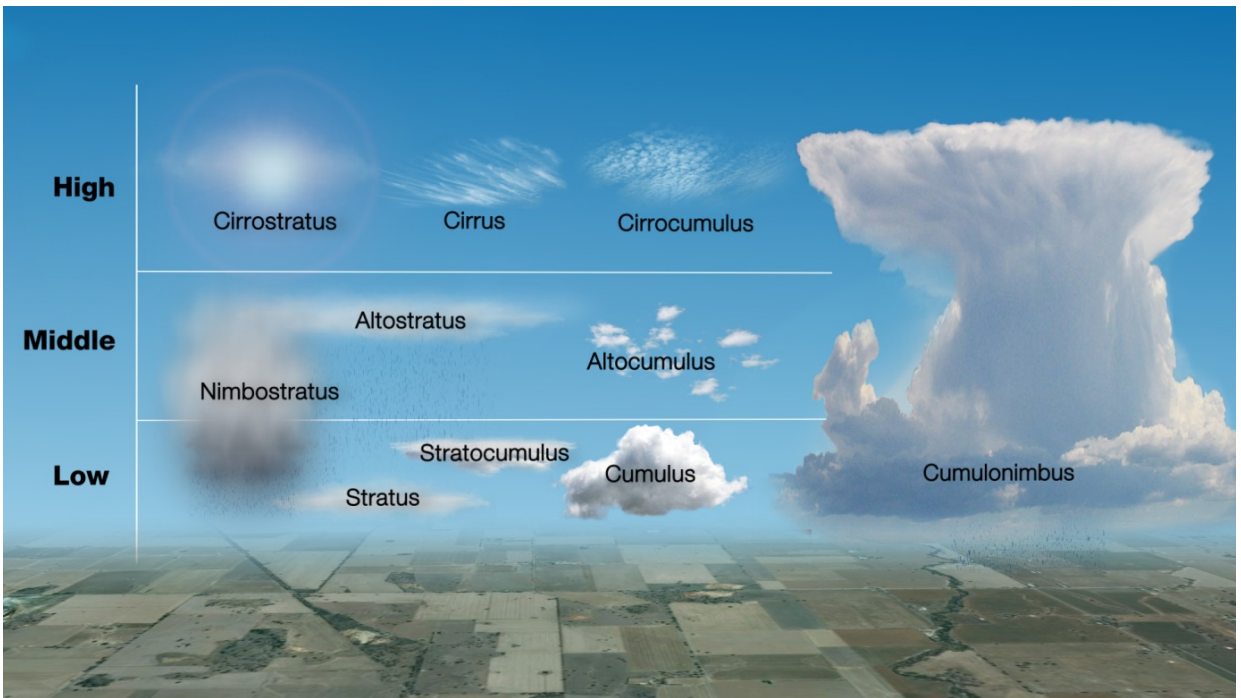 High
Cirrostratus
Cirrus
Cirrocumulus
Middle
Altostratus
Altocumulus
Nimbostratus
Low
Stratocumulus
Cumulus
Cumulonimbus
Stratus